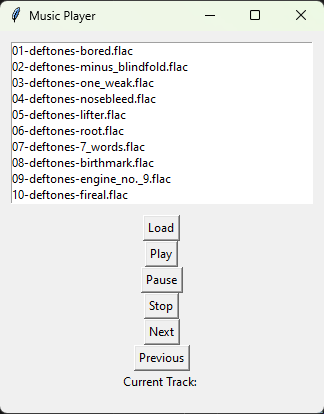 Music Player
01-deftones-bored.flac
02-deftones-minus_blindfold.flac
03-deftones-one_weak.flac
04-deftones-nosebleed.flac
05-deftones-lifter.flac
06-deftones-root.flac
07-deftones-7_words.flac
08-deftones-birthmark.flac
09-deftones-engine_no._9.flac
10-deftones-fireal.flac
Load
Play
Pause
Stop
Next
Previous
Current Track: